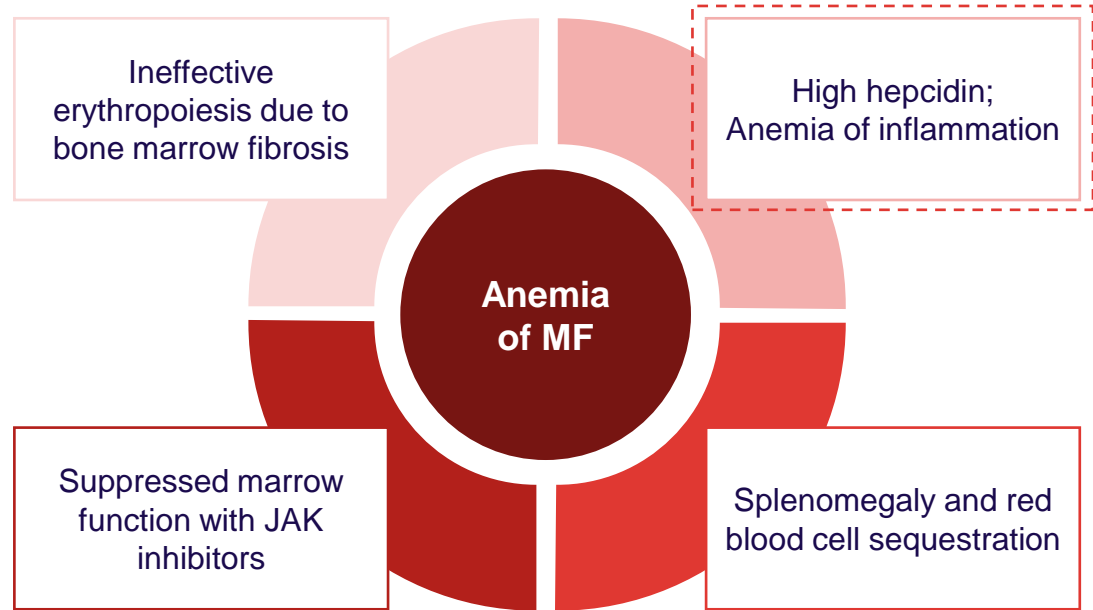 Ineffective
erythropoiesis due to
bone marrow fibrosis
High hepcidin;
Anemia of inflammation
Anemia
of MF
Suppressed marrow
function with JAK
inhibitors
Splenomegaly and red
blood cell sequestration